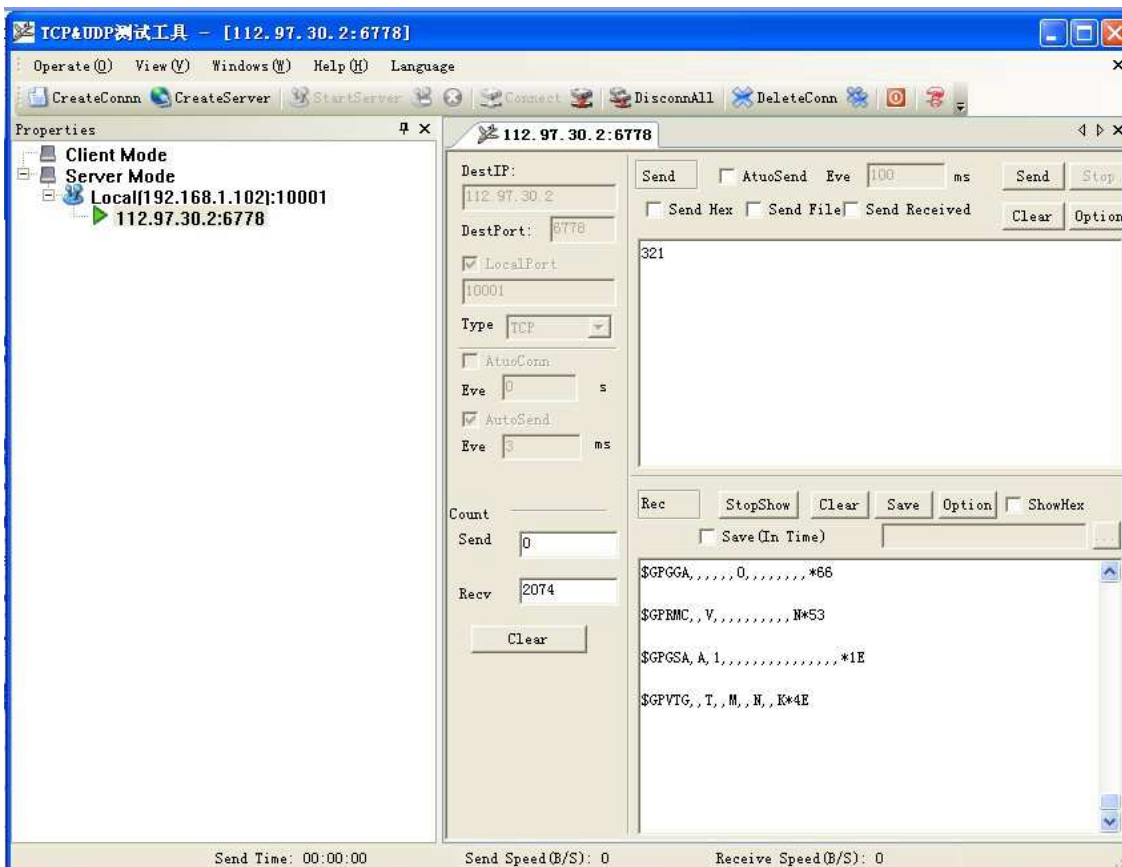 TCP&UDP测试工具 - [112.97.30.2:6778]
Operate(O) View(V) Windows(W) Help(H) Language
CreateConnn CreateServer StartServer Connect DisconnAll DeleteConn
Properties
Client Mode
Server Mode
Local(192.168.1.102):10001
112.97.30.2:6778
112.97.30.2:6778
DestIP:
112.97.30.2
DestPort: 6778
LocalPort
10001
Type TCP
AtuoConn
Eve 0 s
AutoSend
Eve 3 ms
Count
Send 0
Recv 2074
Clear
Send AtuoSend Eve 100 ms Send Stop
Send Hex Send File Send Received Clear Option
321
Rec StopShow Clear Save Option ShowHex
Save(In Time) ...
$GPGGA,,,,,,0,,,,,,,,*66
$GPRMC,,V,,,,,,,,,,N*53
$GPGSA,A,1,,,,,,,,,,,,,,,*1E
$GPVTG,,T,,M,,N,,K*4E
Send Time: 00:00:00 Send Speed(B/S): 0 Receive Speed(B/S): 0